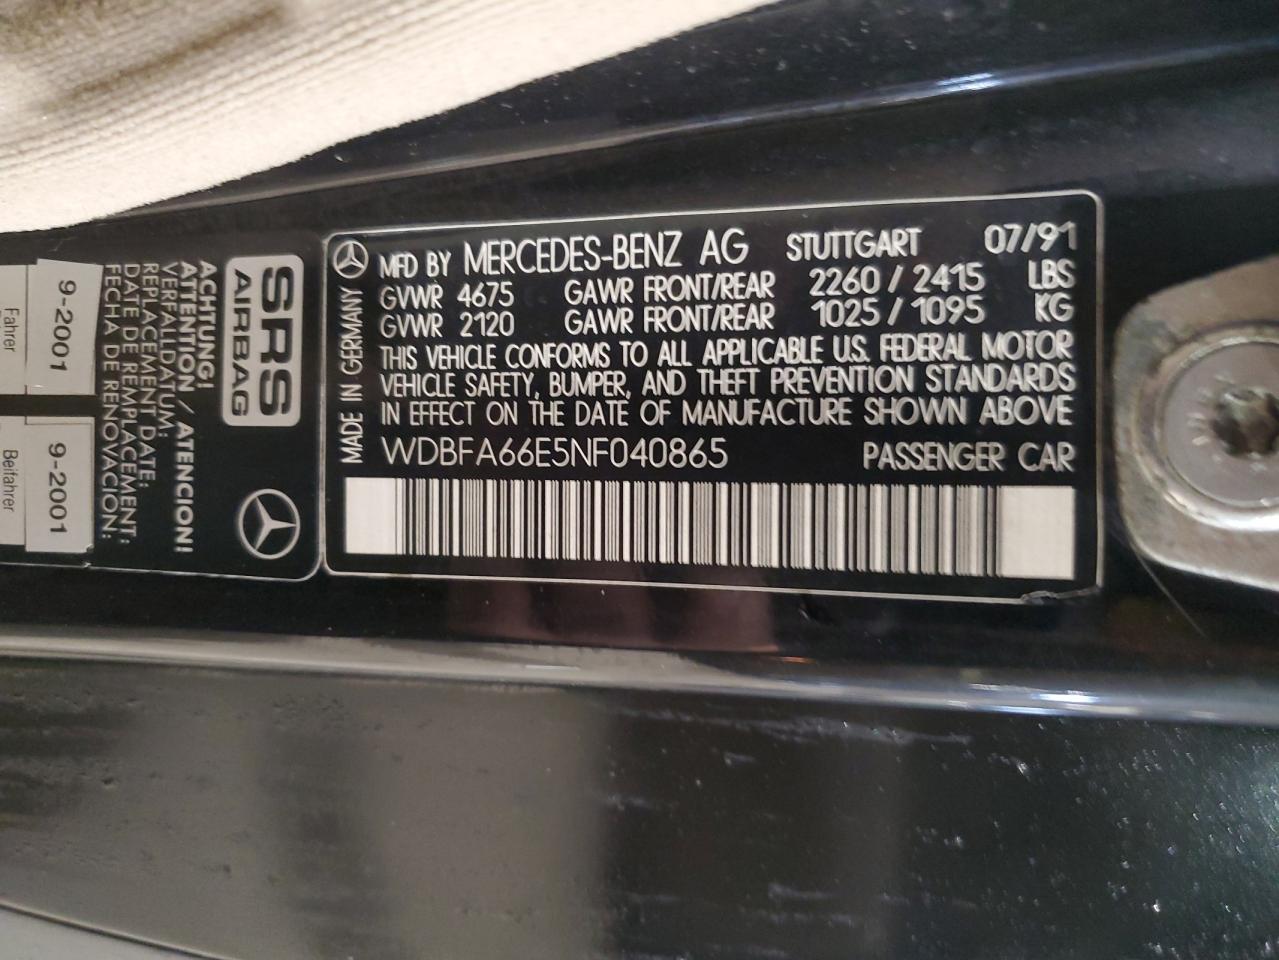 MFD BY MERCEDES-BENZ AG STUTTGART 07/91
GVWR 4675 GAWR FRONT/REAR 2260 / 2415 LBS
GVWR 2120 GAWR FRONT/REAR 1025 / 1095 KG
THIS VEHICLE CONFORMS TO ALL APPLICABLE U.S. FEDERAL MOTOR
VEHICLE SAFETY, BUMPER, AND THEFT PREVENTION STANDARDS
IN EFFECT ON THE DATE OF MANUFACTURE SHOWN ABOVE
WDBFA66E5NF040865 PASSENGER CAR
MADE IN GERMANY
SRS
AIRBAG
ACHTUNG!
ATTENTION / ATENCION!
VERFALLDATUM:
REPLACEMENT DATE:
DATE DE REMPLACEMENT:
FECHA DE RENOVACION:
9-2001
Fahrer
9-2001
Beifahrer